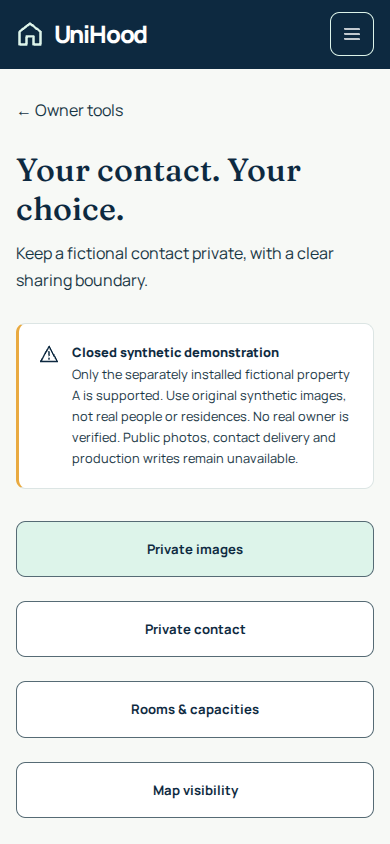 UniHood
← Owner tools
Your contact. Your
choice.
Keep a fictional contact private, with a clear
sharing boundary.
Closed synthetic demonstration
Only the separately installed fictional property
A is supported. Use original synthetic images,
not real people or residences. No real owner is
verified. Public photos, contact delivery and
production writes remain unavailable.
Private images
Private contact
Rooms & capacities
Map visibility